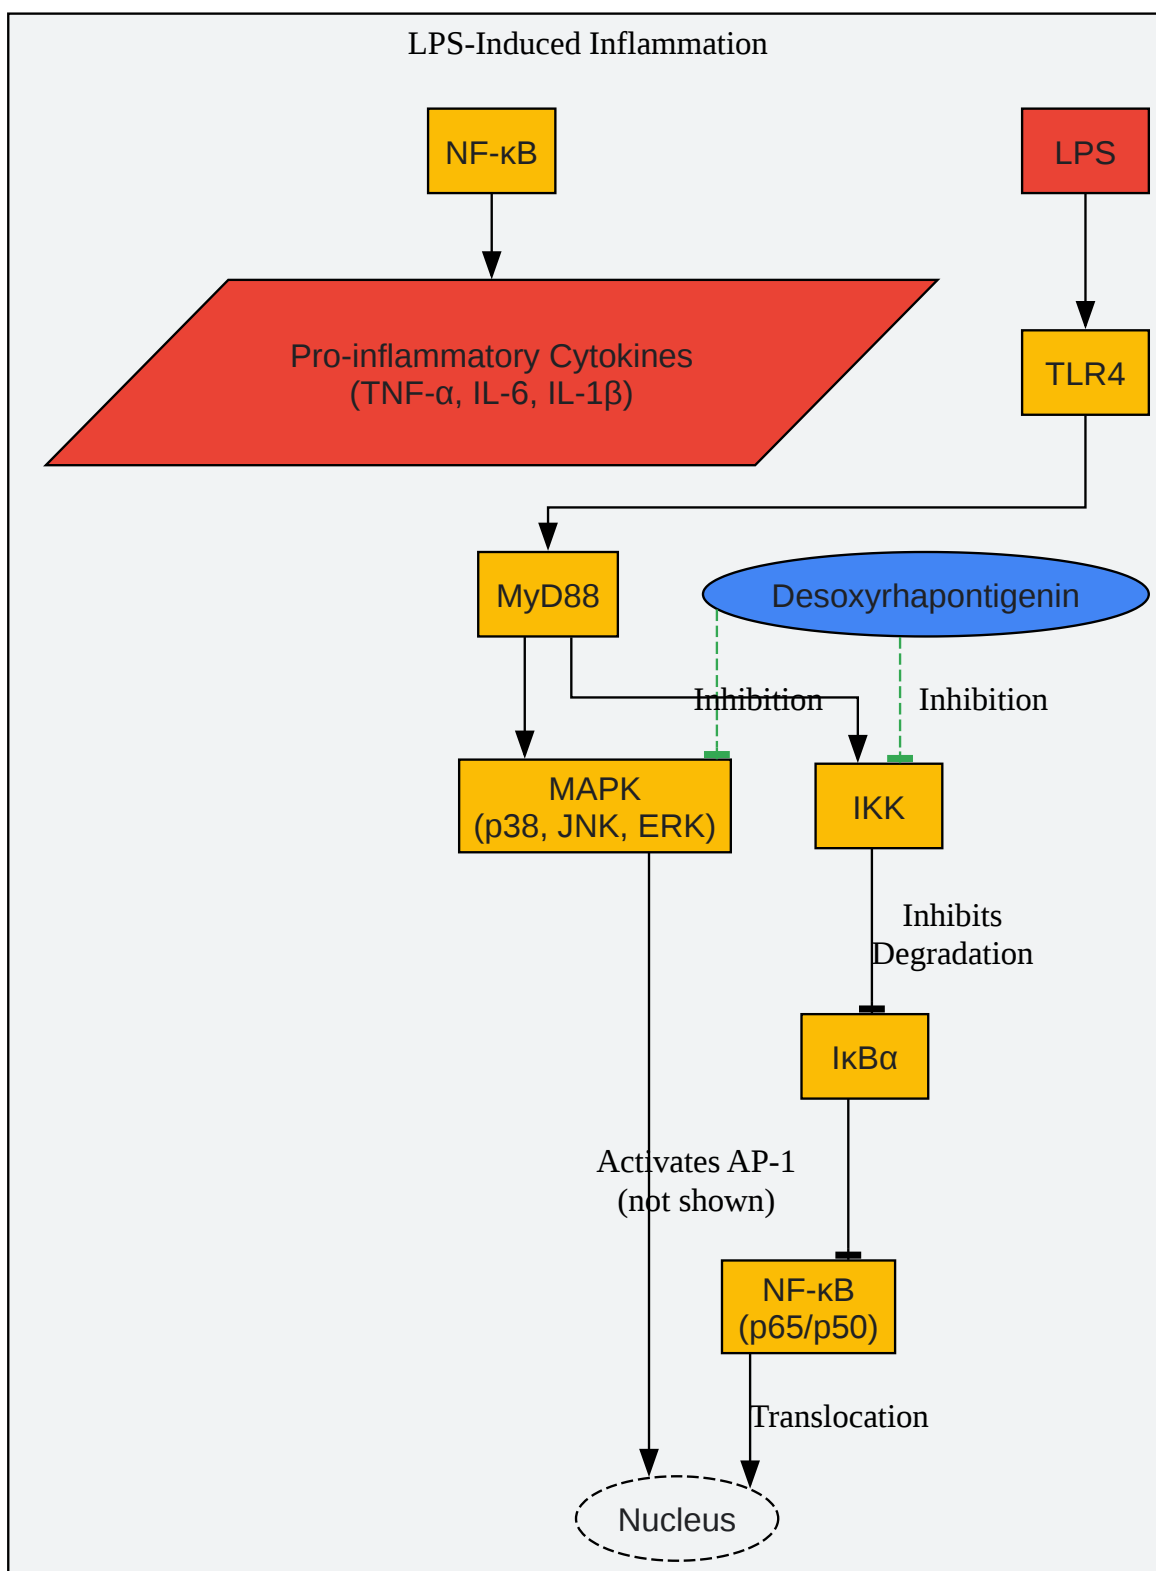 LPS-Induced Inflammation
NF-κB
LPS
Pro-inflammatory Cytokines
(TNF-α, IL-6, IL-1β)
TLR4
MyD88
Desoxyrhapontigenin
Inhibition
Inhibition
MAPK
(p38, JNK, ERK)
IKK
Inhibits
Degradation
IκBα
Activates AP-1
(not shown)
NF-κB
(p65/p50)
Translocation
Nucleus